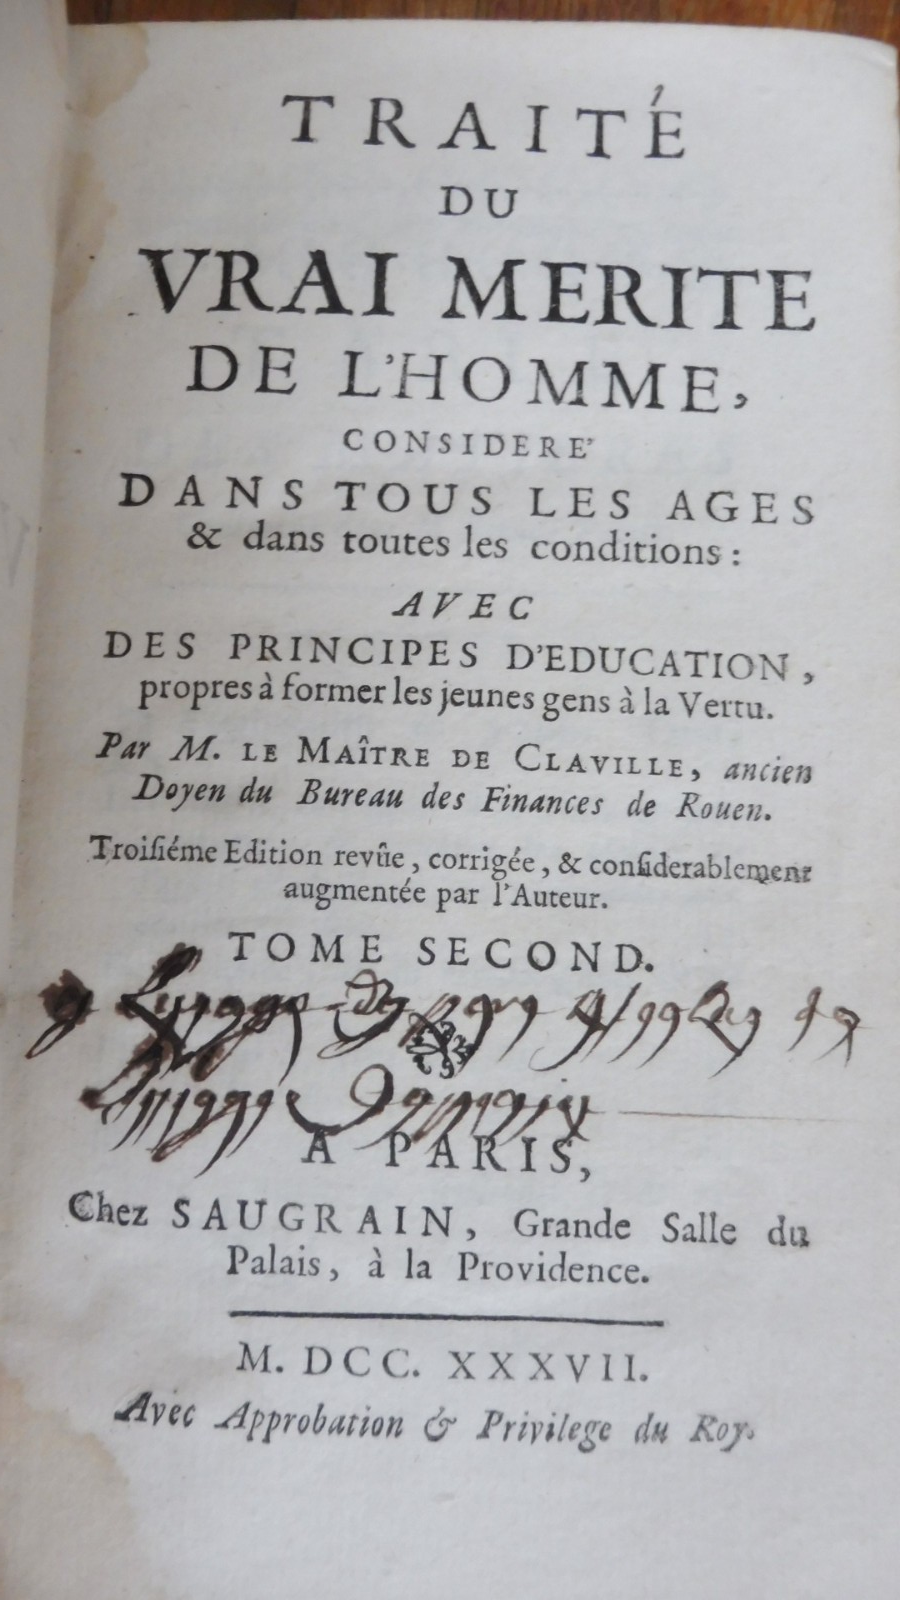 TRAITÉ
DU
VRAI MERITE
DE L'HOMME,
CONSIDERE'
DANS TOUS LES AGES
& dans toutes les conditions :
AVEC
DES PRINCIPES D'EDUCATION,
propres à former les jeunes gens à la Vertu.
Par M. LE MAÎTRE DE CLAVILLE, ancien
Doyen du Bureau des Finances de Rouen.
Troiſiéme Edition revûe, corrigée, & conſiderablement
augmentée par l'Auteur.
TOME SECOND.
A PARIS,
Chez SAUGRAIN, Grande Salle du
Palais, à la Providence.
M. DCC. XXXVII.
Avec Approbation & Privilege du Roy.